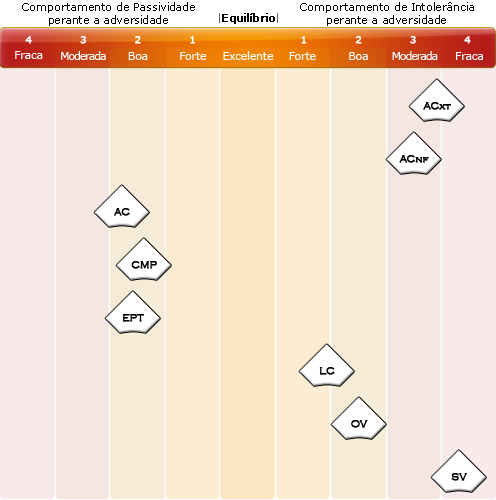 Comportamento de Passividade
perante a adversidade
|Equilíbrio|
Comportamento de Intolerância
perante a adversidade
4 3 2 1 1 2 3 4
Fraca Moderada Boa Forte Excelente Forte Boa Moderada Fraca
ACXT
ACNF
AC
CMP
EPT
LC
OV
SV